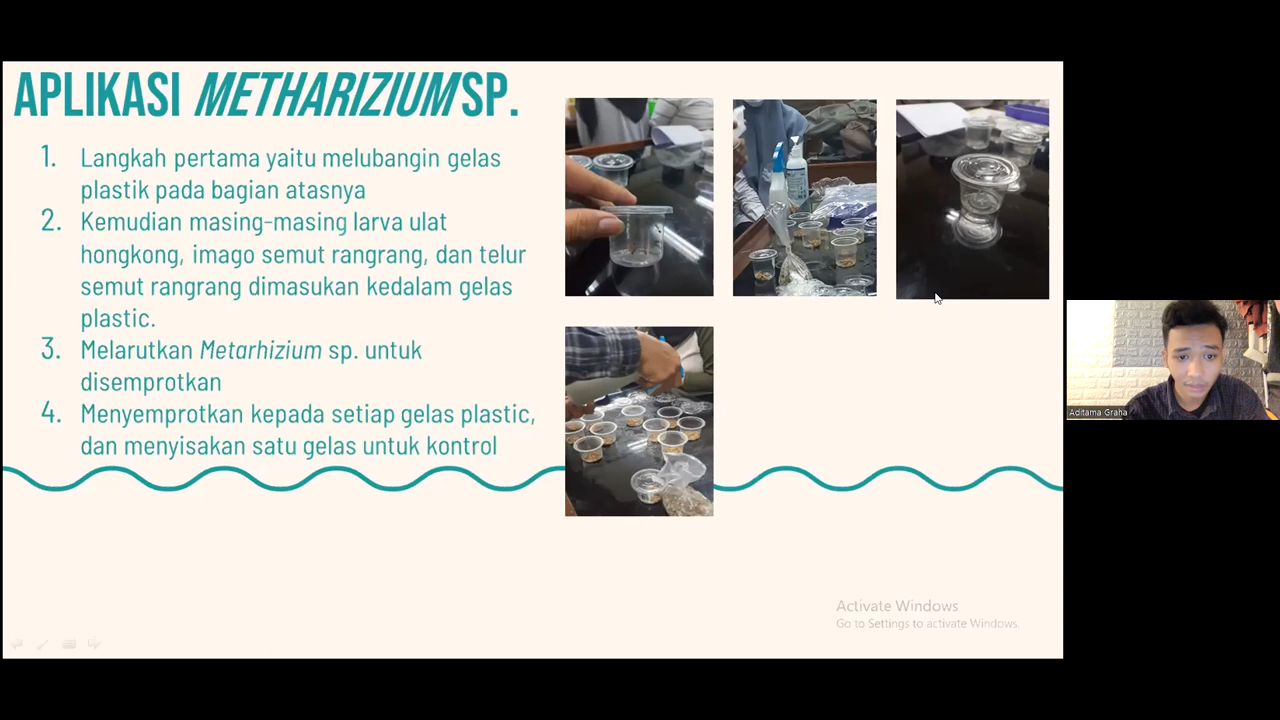 APLIKASI METHARIZIUM SP.
1. Langkah pertama yaitu melubangin gelas
plastik pada bagian atasnya
2. Kemudian masing-masing larva ulat
hongkong, imago semut rangrang, dan telur
semut rangrang dimasukan kedalam gelas
plastic.
3. Melarutkan Metarhizium sp. untuk
disemprotkan
4. Menyemprotkan kepada setiap gelas plastic,
dan menyisakan satu gelas untuk kontrol
Aditama Graha
Activate Windows
Go to Settings to activate Windows.